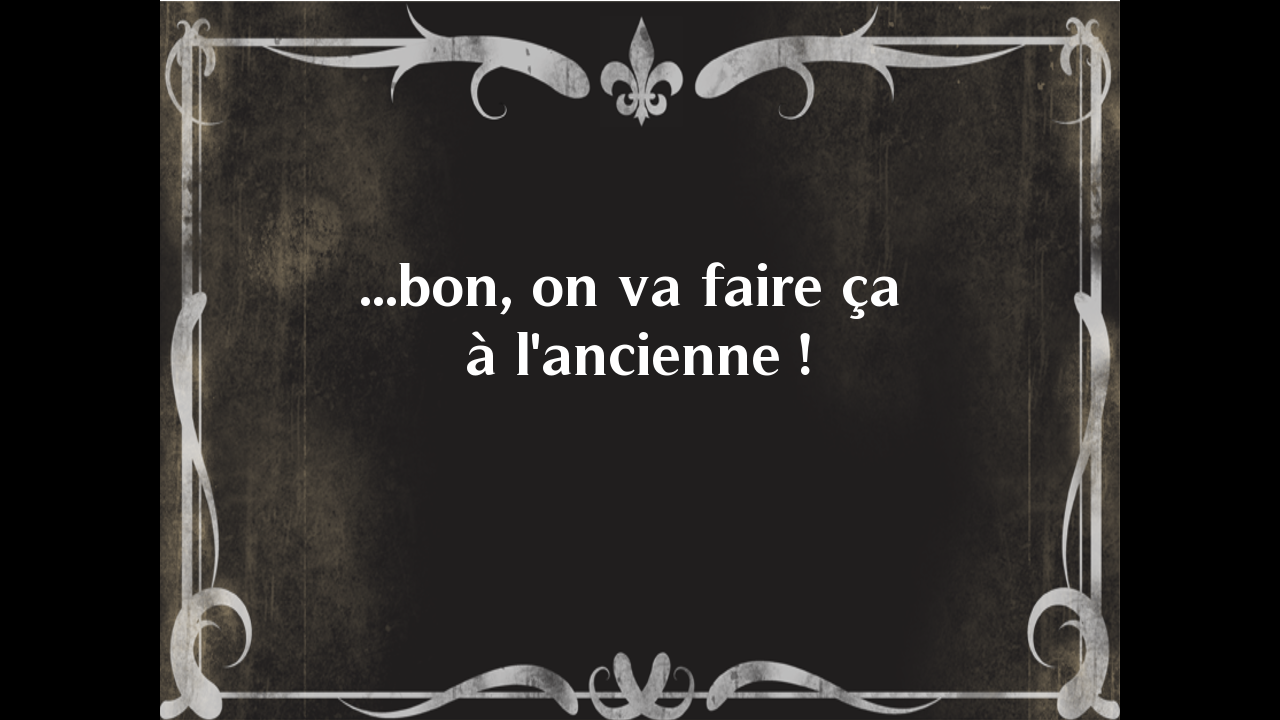 ...bon, on va faire ça
à l'ancienne !